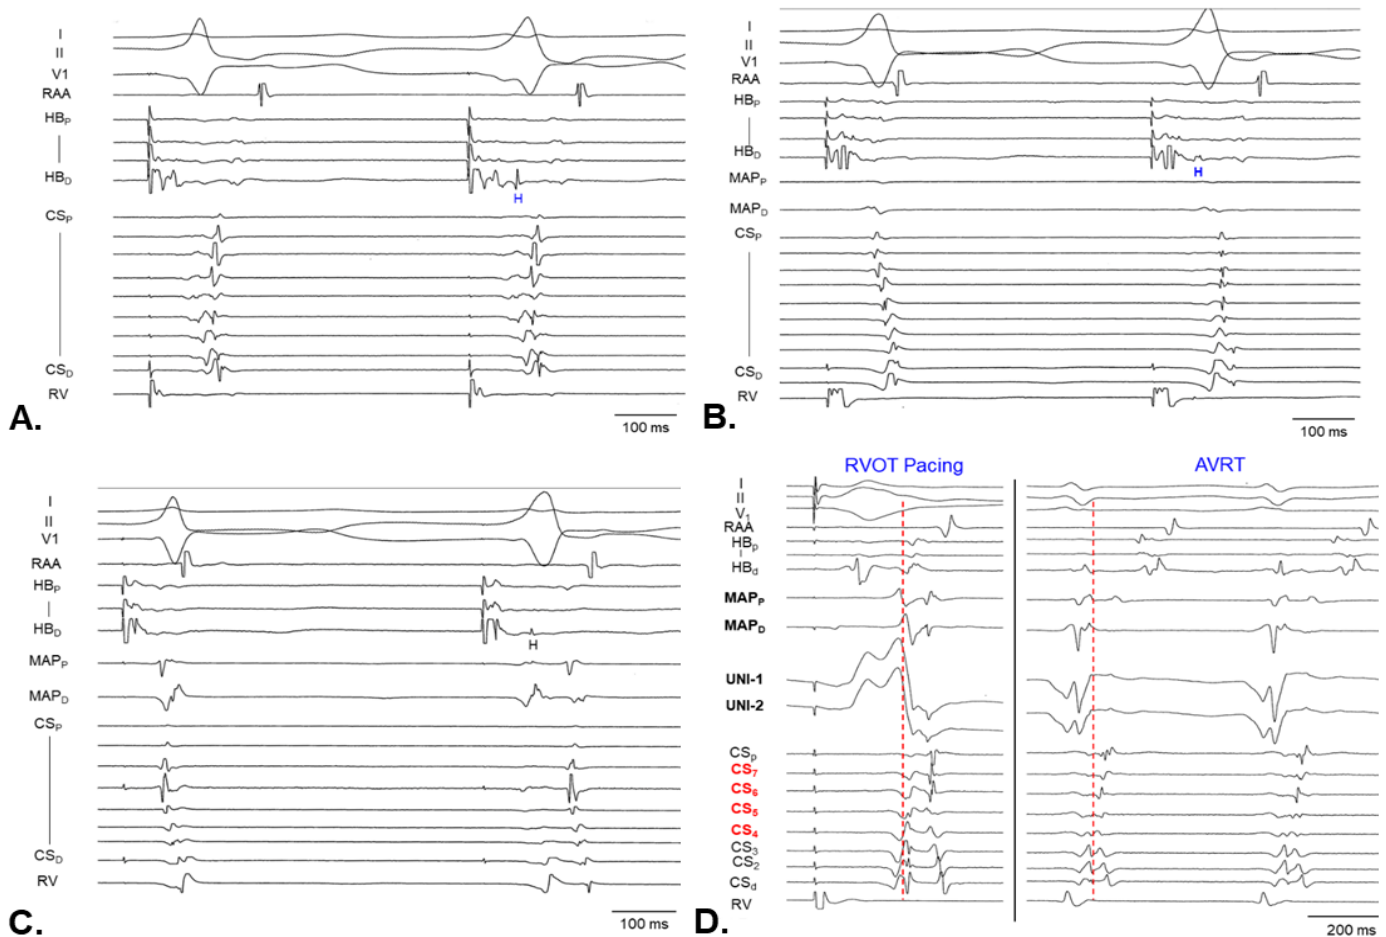 I
II
V1
RAA
HBP
HBD
H
CSP
CSD
RV
100 ms
A.
I
II
V1
RAA
HBP
HBD
H
MAPP
MAPD
CSP
CSD
RV
100 ms
B.
I
II
V1
RAA
HBP
HBD
H
MAPP
MAPD
CSP
CSD
RV
100 ms
C.
RVOT Pacing
AVRT
I
II
V1
RAA
HBp
HBd
MAPP
MAPD
UNI-1
UNI-2
CSp
CS7
CS6
CS5
CS4
CS3
CS2
CSd
RV
200 ms
D.